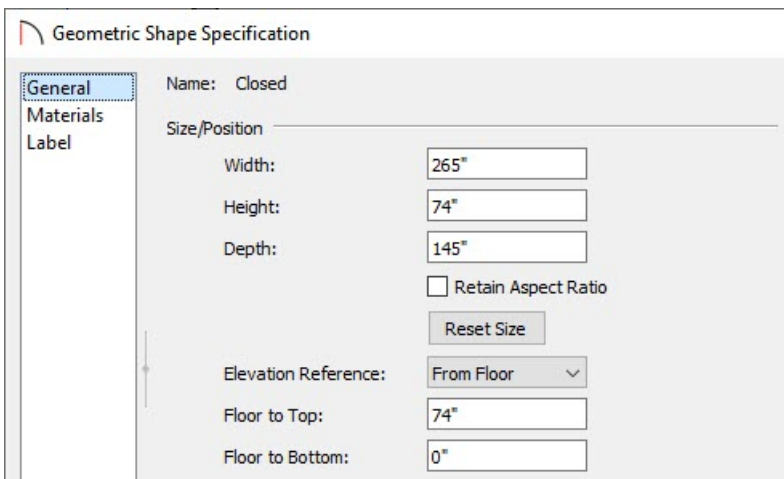 Geometric Shape Specification
General
Materials
Label
Name: Closed
Size/Position
Width: 265"
Height: 74"
Depth: 145"
Retain Aspect Ratio
Reset Size
Elevation Reference: From Floor
Floor to Top: 74"
Floor to Bottom: 0"